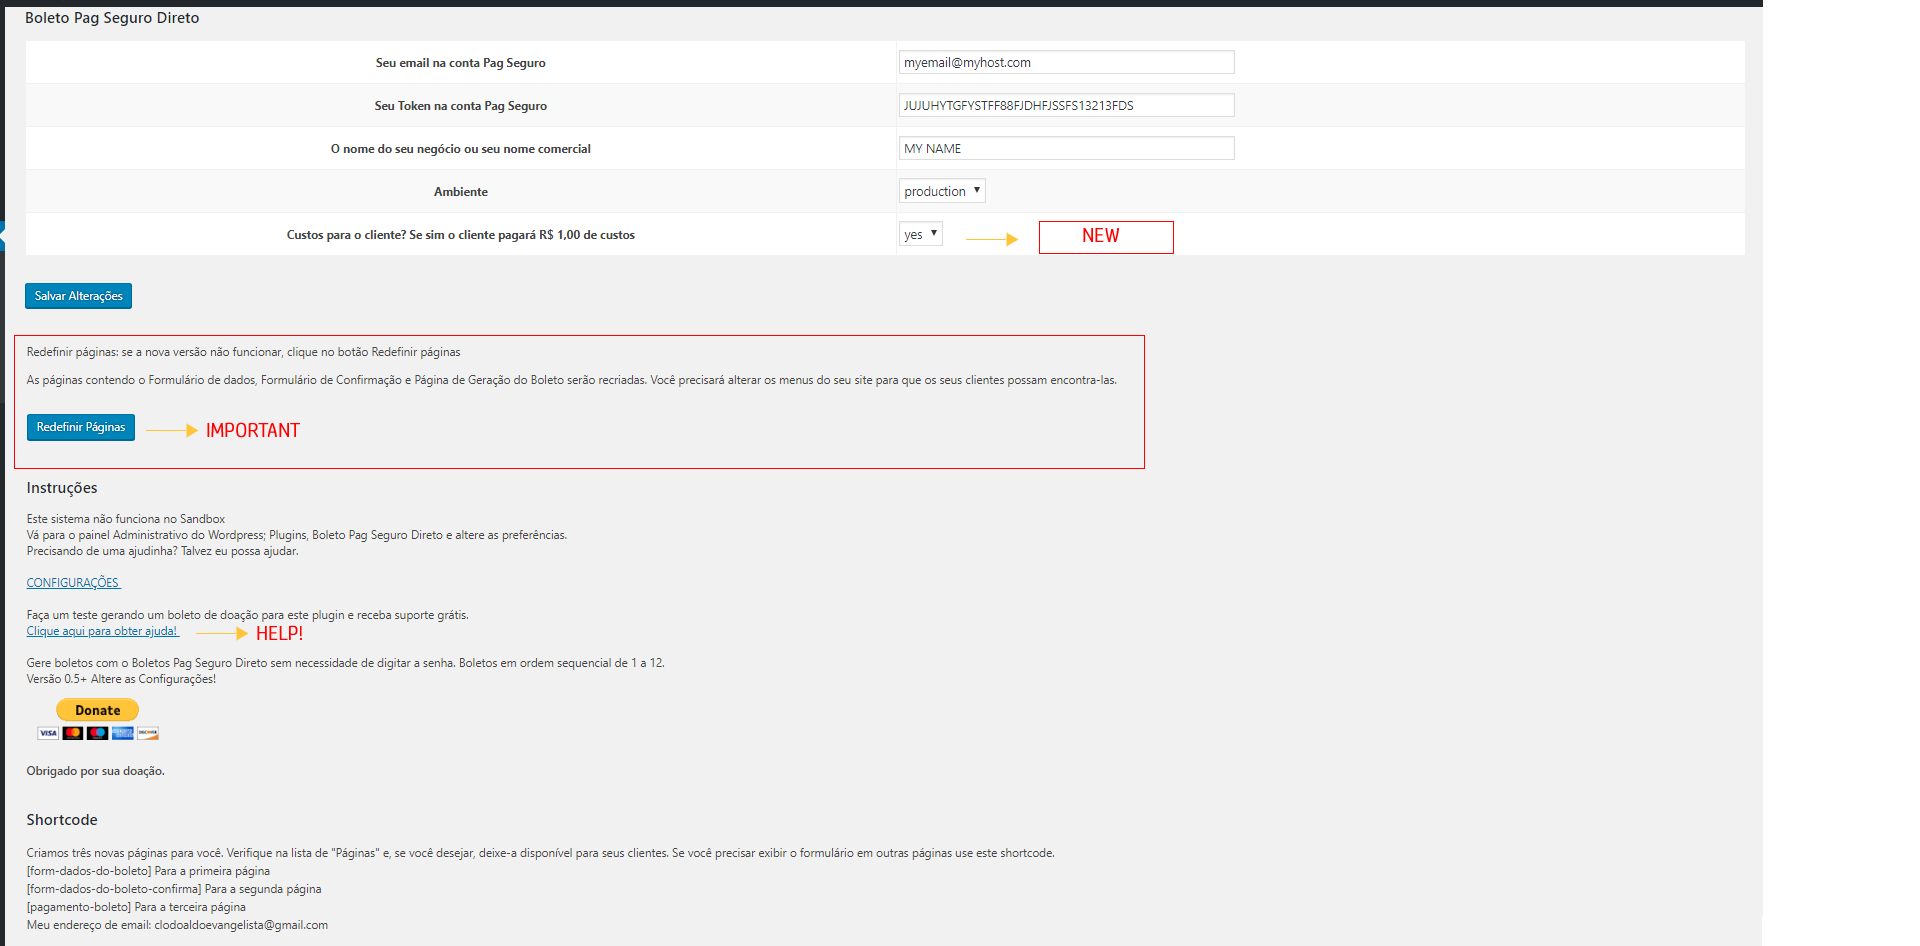 Boleto Pag Seguro Direto
Seu email na conta Pag Seguro
myemail@myhost.com
Seu Token na conta Pag Seguro
JUJUHYTGFYSTFF88FJDHFJSSFS13213FDS
O nome do seu negócio ou seu nome comercial
MY NAME
Ambiente
production
Custos para o cliente? Se sim o cliente pagará R$ 1,00 de custos
yes
NEW
Salvar Alterações
Redefinir páginas: se a nova versão não funcionar, clique no botão Redefinir páginas
As páginas contendo o Formulário de dados, Formulário de Confirmação e Página de Geração do Boleto serão recriadas. Você precisará alterar os menus do seu site para que os seus clientes possam encontra-las.
Redefinir Páginas
IMPORTANT
Instruções
Este sistema não funciona no Sandbox
Vá para o painel Administrativo do Wordpress; Plugins, Boleto Pag Seguro Direto e altere as preferências.
Precisando de uma ajudinha? Talvez eu possa ajudar.
CONFIGURAÇÕES
Faça um teste gerando um boleto de doação para este plugin e receba suporte grátis.
Clique aqui para obter ajuda!
HELP!
Gere boletos com o Boletos Pag Seguro Direto sem necessidade de digitar a senha. Boletos em ordem sequencial de 1 a 12.
Versão 0.5+ Altere as Configurações!
Donate
VISA
DISCOVER
Obrigado por sua doação.
Shortcode
Criamos três novas páginas para você. Verifique na lista de "Páginas" e, se você desejar, deixe-a disponível para seus clientes. Se você precisar exibir o formulário em outras páginas use este shortcode.
[form-dados-do-boleto] Para a primeira página
[form-dados-do-boleto-confirma] Para a segunda página
[pagamento-boleto] Para a terceira página
Meu endereço de email: clodoaldoevangelista@gmail.com